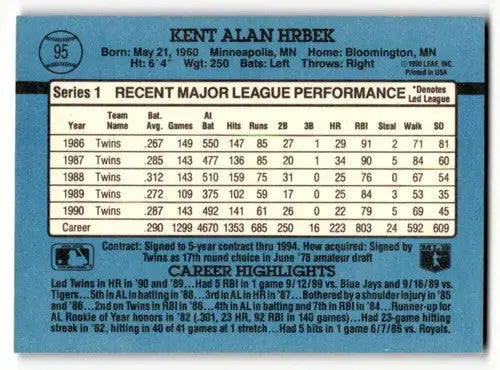 95
KENT ALAN HRBEK
Born: May 21, 1960 Minneapolis, MN Home: Bloomington, MN
Ht: 6' 4" Wgt: 250 Bats: Left Throws: Right
© 1990 LEAF, INC.
Printed in USA
Series 1 RECENT MAJOR LEAGUE PERFORMANCE *Denotes Led League
Year Team Name Bat. Avg. Games At Bat Hits Runs 2B 3B HR RBI Steal Walk SO
1986 Twins .267 149 550 147 85 27 1 29 91 2 71 81
1987 Twins .285 143 477 136 85 20 1 34 90 5 84 60
1988 Twins .312 143 510 159 75 31 0 25 76 0 67 54
1989 Twins .272 109 375 102 59 17 0 25 84 3 53 35
1990 Twins .287 143 492 141 61 26 0 22 79 5 69 45
Career .290 1299 4670 1353 685 250 16 223 803 24 592 609
Contract: Signed to 5-year contract thru 1994. How acquired: Signed by
Twins as 17th round choice in June '78 amateur draft
MLB
CAREER HIGHLIGHTS
Led Twins in HR in '90 and '89...Had 5 RBI in 1 game 9/12/89 vs. Blue Jays and 9/16/89 vs.
Tigers...5th in AL in batting in '88...3rd in AL in HR in '87...Bothered by a shoulder injury in '85
and '86...2nd on Twins in RBI in '86...4th in AL in batting and 7th in RBI in '84...Runner-up for
AL Rookie of Year honors in '82 (.301, 23 HR, 92 RBI in 140 games)...Had 23-game hitting
streak in '82, hitting in 40 of 41 games at 1 stretch...Had 5 hits in 1 game 6/7/86 vs. Royals.